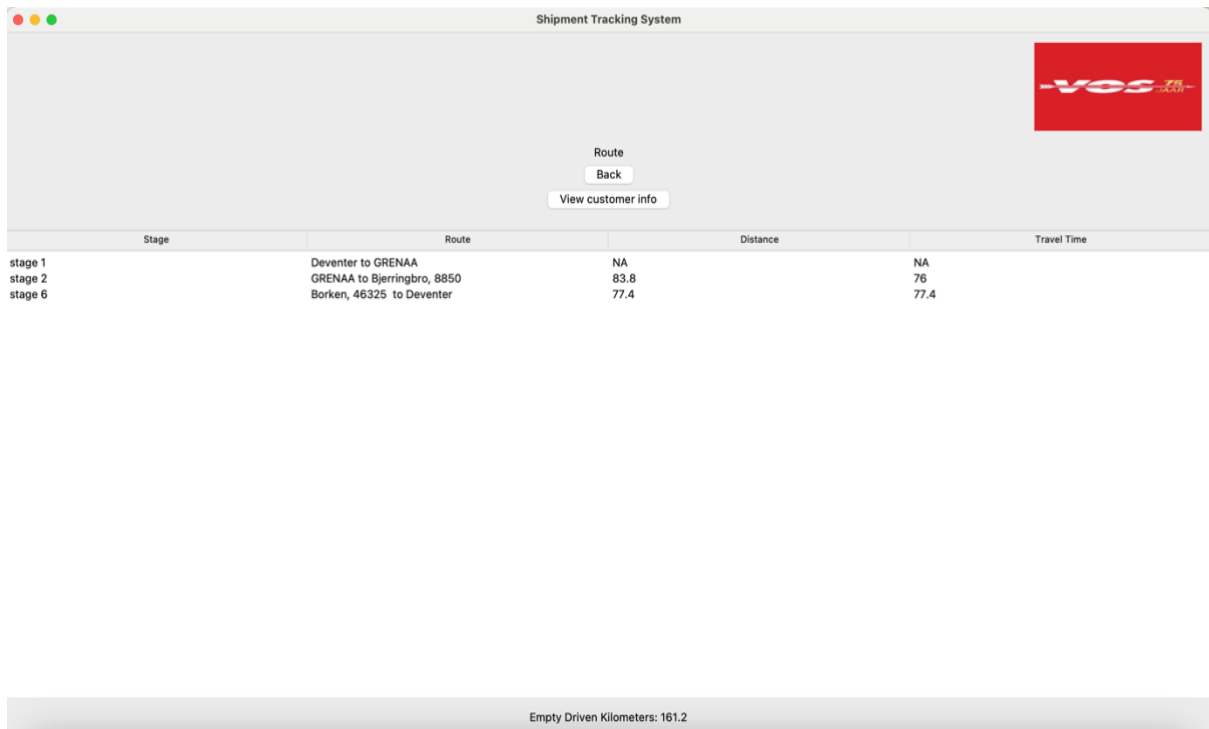 Shipment Tracking System
VOS 75 JAAR
Route
Back
View customer info
Stage Route Distance Travel Time
stage 1 Deventer to GRENAA NA NA
stage 2 GRENAA to Bjerringbro, 8850 83.8 76
stage 6 Borken, 46325 to Deventer 77.4 77.4
Empty Driven Kilometers: 161.2